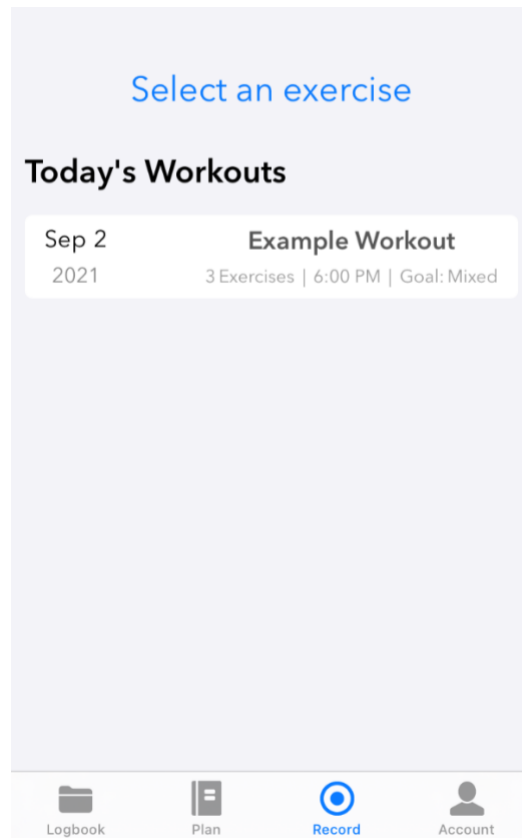 Select an exercise
Today's Workouts
Sep 2
Example Workout
2021
3 Exercises | 6:00 PM | Goal: Mixed
Logbook
Plan
Record
Account